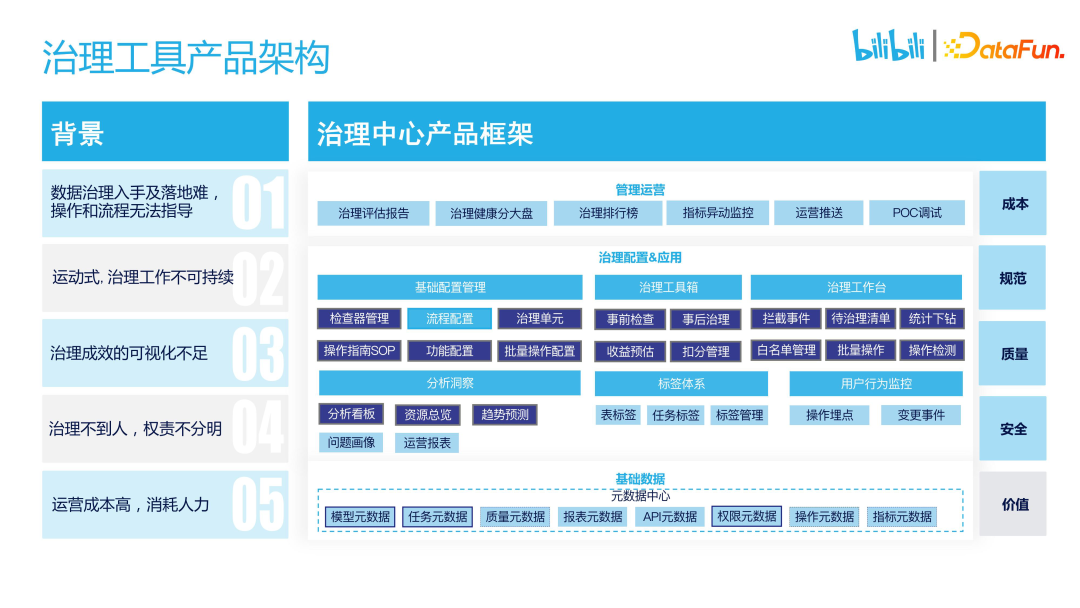 治理工具产品架构
bilibili
DataFun.
背景
数据治理入手及落地难，
操作和流程无法指导
01
运动式, 治理工作不可持续
02
治理成效的可视化不足
03
治理不到人，权责不分明
04
运营成本高，消耗人力
05
治理中心产品框架
管理运营
治理评估报告 治理健康分大盘 治理排行榜 指标异动监控 运营推送 POC调试
治理配置&应用
基础配置管理 治理工具箱 治理工作台
检查器管理 流程配置 治理单元 事前检查 事后治理 拦截事件 待治理清单 统计下钻
操作指南SOP 功能配置 批量操作配置 收益预估 扣分管理 白名单管理 批量操作 操作检测
分析洞察 标签体系 用户行为监控
分析看板 资源总览 趋势预测 表标签 任务标签 标签管理 操作埋点 变更事件
问题画像 运营报表
基础数据
元数据中心
模型元数据 任务元数据 质量元数据 报表元数据 API元数据 权限元数据 操作元数据 指标元数据
成本
规范
质量
安全
价值